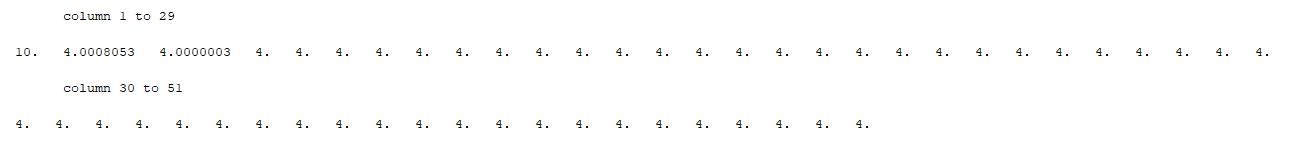 column 1 to 29
10. 4.0008053 4.0000003 4. 4. 4. 4. 4. 4. 4. 4. 4. 4. 4. 4. 4. 4. 4. 4. 4. 4. 4. 4. 4. 4. 4. 4. 4. 4.
column 30 to 51
4. 4. 4. 4. 4. 4. 4. 4. 4. 4. 4. 4. 4. 4. 4. 4. 4. 4. 4. 4. 4. 4.